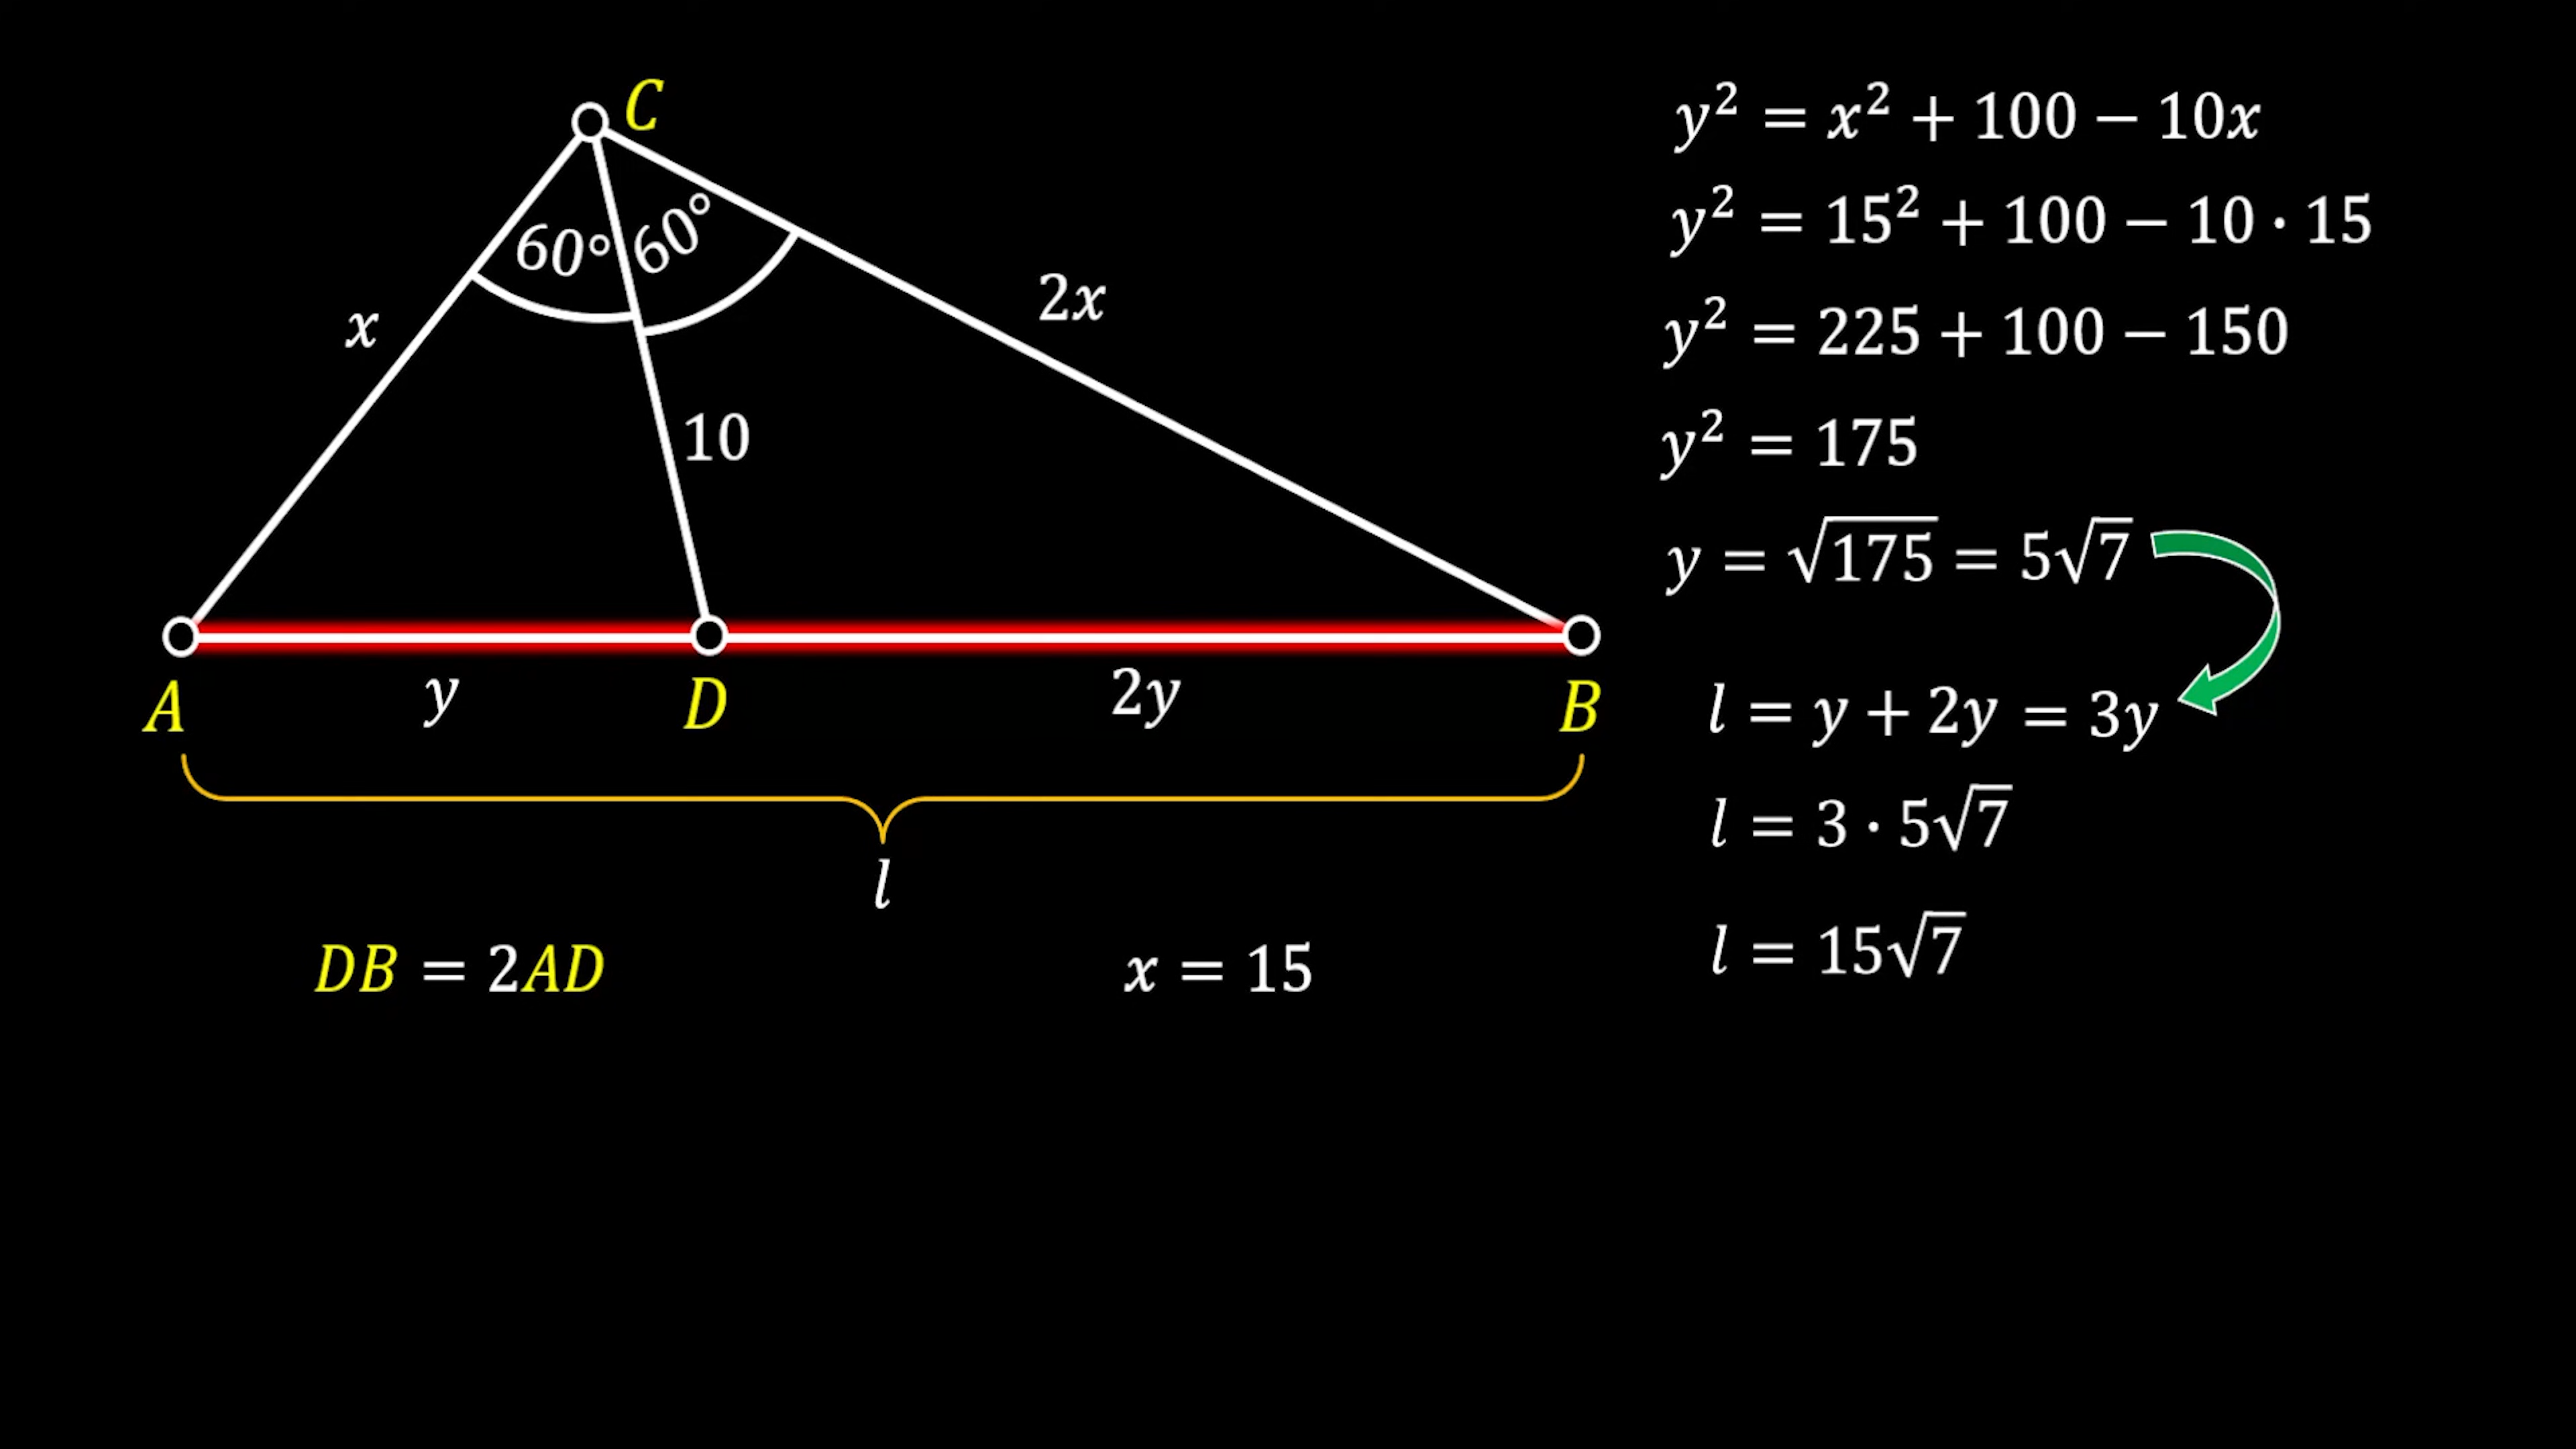 C
60° 60°
x
2x
10
A
y
D
2y
B
l
DB = 2AD
x = 15
y² = x² + 100 − 10x
y² = 15² + 100 − 10 · 15
y² = 225 + 100 − 150
y² = 175
y = √175 = 5√7
l = y + 2y = 3y
l = 3 · 5√7
l = 15√7